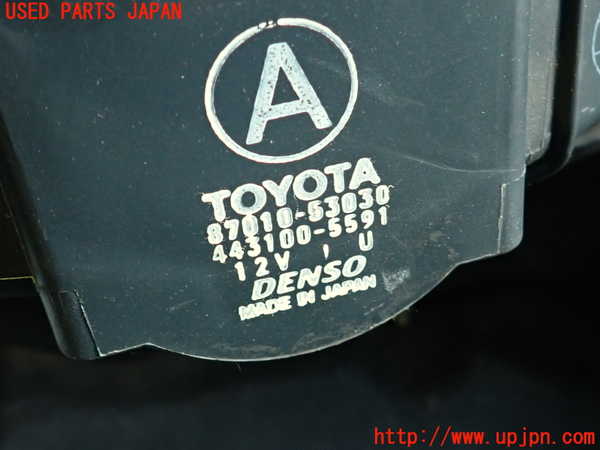 USED PARTS JAPAN
A
TOYOTA
87010-53030
443100-5591
12V, U
DENSO
MADE IN JAPAN
http://www.upjpn.com/